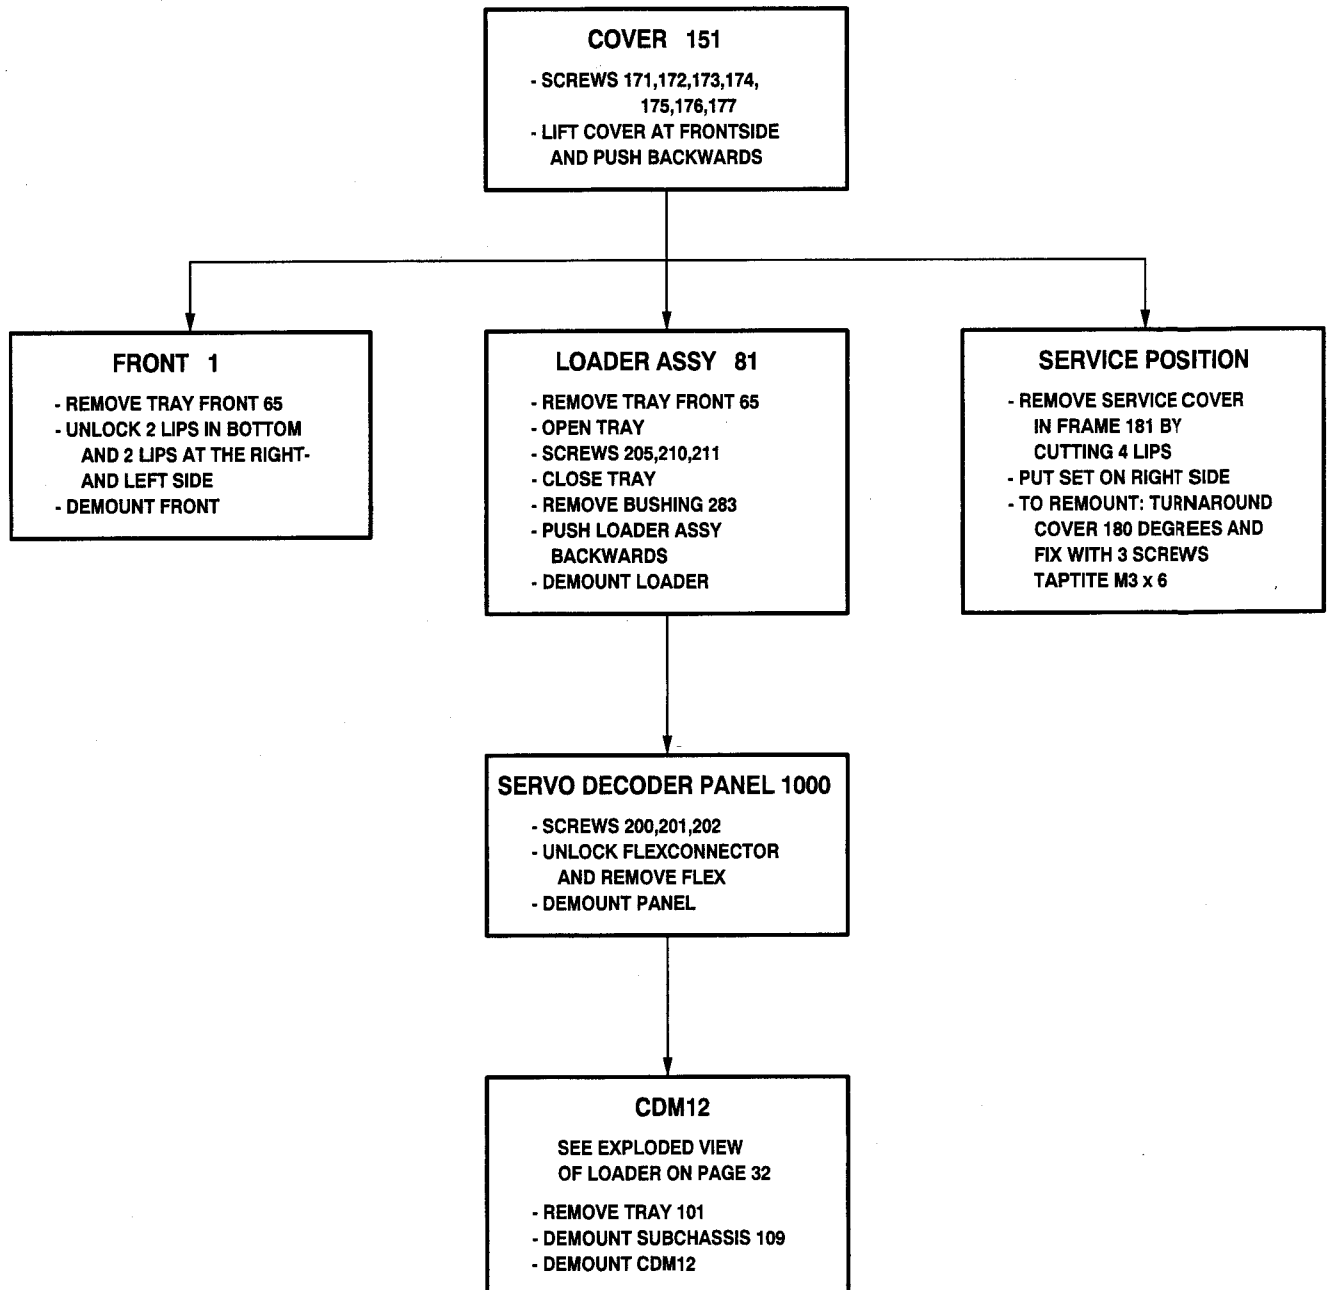 COVER 151
- SCREWS 171,172,173,174,
175,176,177
- LIFT COVER AT FRONTSIDE
AND PUSH BACKWARDS
FRONT 1
- REMOVE TRAY FRONT 65
- UNLOCK 2 LIPS IN BOTTOM
AND 2 LIPS AT THE RIGHT-
AND LEFT SIDE
- DEMOUNT FRONT
LOADER ASSY 81
- REMOVE TRAY FRONT 65
- OPEN TRAY
- SCREWS 205,210,211
- CLOSE TRAY
- REMOVE BUSHING 283
- PUSH LOADER ASSY
BACKWARDS
- DEMOUNT LOADER
SERVICE POSITION
- REMOVE SERVICE COVER
IN FRAME 181 BY
CUTTING 4 LIPS
- PUT SET ON RIGHT SIDE
- TO REMOUNT: TURNAROUND
COVER 180 DEGREES AND
FIX WITH 3 SCREWS
TAPTITE M3 x 6
SERVO DECODER PANEL 1000
- SCREWS 200,201,202
- UNLOCK FLEXCONNECTOR
AND REMOVE FLEX
- DEMOUNT PANEL
CDM12
SEE EXPLODED VIEW
OF LOADER ON PAGE 32
- REMOVE TRAY 101
- DEMOUNT SUBCHASSIS 109
- DEMOUNT CDM12